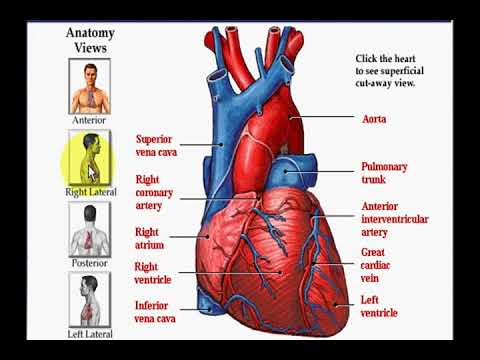 Anatomy
Views
Anterior
Right Lateral
Posterior
Left Lateral
Superior
vena cava
Right
coronary
artery
Right
atrium
Right
ventricle
Inferior
vena cava
Click the heart
to see superficial
cut-away view.
Aorta
Pulmonary
trunk
Anterior
interventricular
artery
Great
cardiac
vein
Left
ventricle